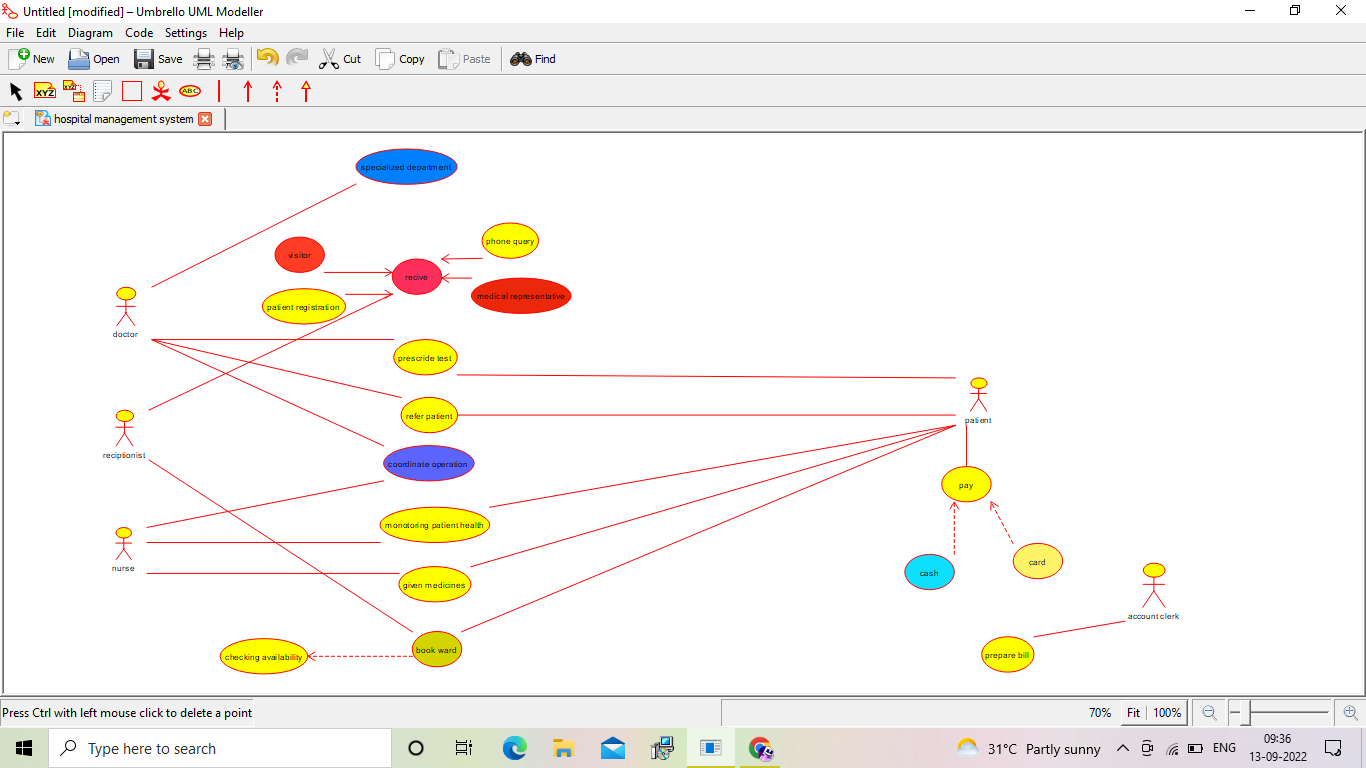 Untitled [modified] – Umbrello UML Modeller
File Edit Diagram Code Settings Help
New Open Save Cut Copy Paste Find
XYZ XYZ ABC
hospital management system
specialized department
phone query
visitor
recive
medical representative
patient registration
doctor
prescride test
patient
refer patient
reciptionist
coordinate operation
pay
monotoring patient health
nurse
given medicines
cash
card
account clerk
book ward
checking availability
prepare bill
Press Ctrl with left mouse click to delete a point
70% Fit 100%
Type here to search
31°C Partly sunny
ENG
09:36
13-09-2022